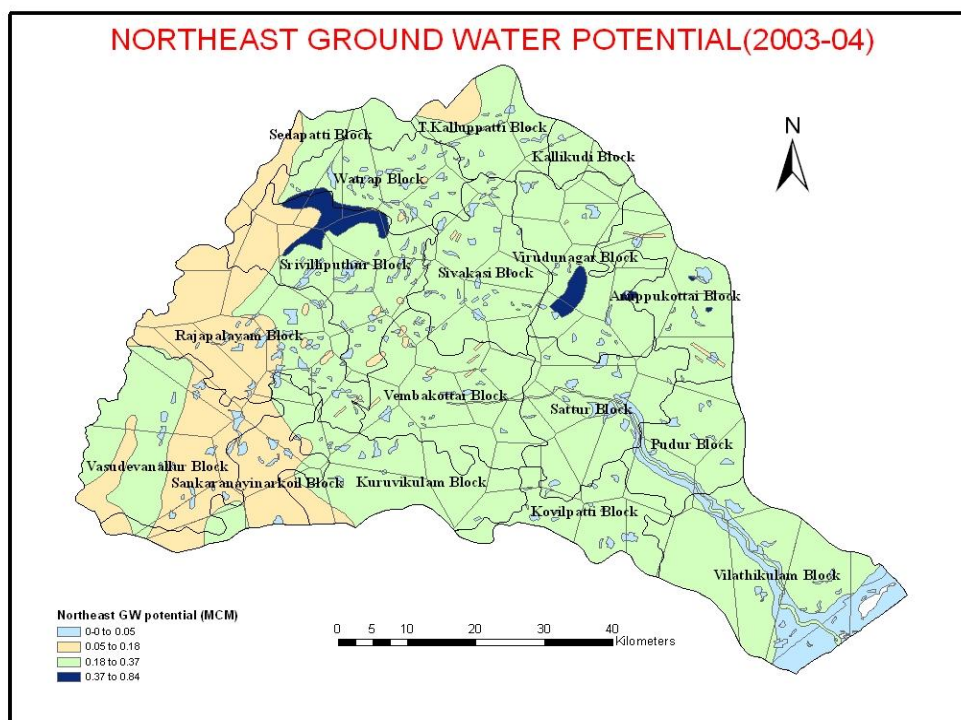 NORTHEAST GROUND WATER POTENTIAL(2003-04)
N
Sedapatti Block
T.Kalluppatti Block
Kallikudi Block
Watrap Block
Srivilliputhur Block
Sivakasi Block
Virudunagar Block
Aruppukottai Block
Rajapalayam Block
Vembakottai Block
Sattur Block
Pudur Block
Vasudevanallur Block
Sankaranayinarkoil Block
Kuruvikulam Block
Kovilpatti Block
Vilathikulam Block
Northeast GW potential (MCM)
0-0 to 0.05
0.05 to 0.18
0.18 to 0.37
0.37 to 0.84
0 5 10 20 30 40
Kilometers